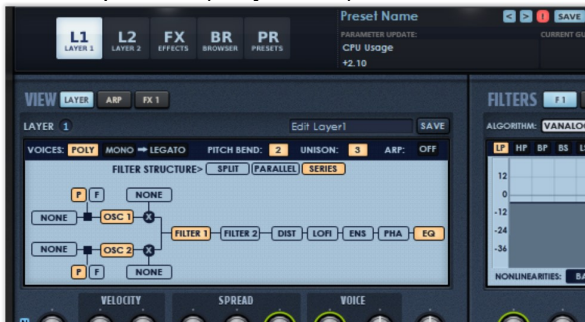 Preset Name
< > ! SAVE
L1 L2 FX BR PR
LAYER 1 LAYER 2 EFFECTS BROWSER PRESETS
PARAMETER UPDATE:
CURRENT GU
CPU Usage
+2.10
VIEW LAYER ARP FX 1
FILTERS F 1
LAYER 1 Edit Layer1 SAVE
ALGORITHM: VANALOG
VOICES: POLY MONO → LEGATO PITCH BEND: 2 UNISON: 3 ARP: OFF
LP HP BP BS
FILTER STRUCTURE> SPLIT PARALLEL SERIES
12
0
-12
-24
-36
P F NONE
NONE OSC 1 X
FILTER 1 FILTER 2 DIST LOFI ENS PHA EQ
NONE OSC 2 X
P F NONE
NONLINEARITIES: BA
VELOCITY SPREAD VOICE